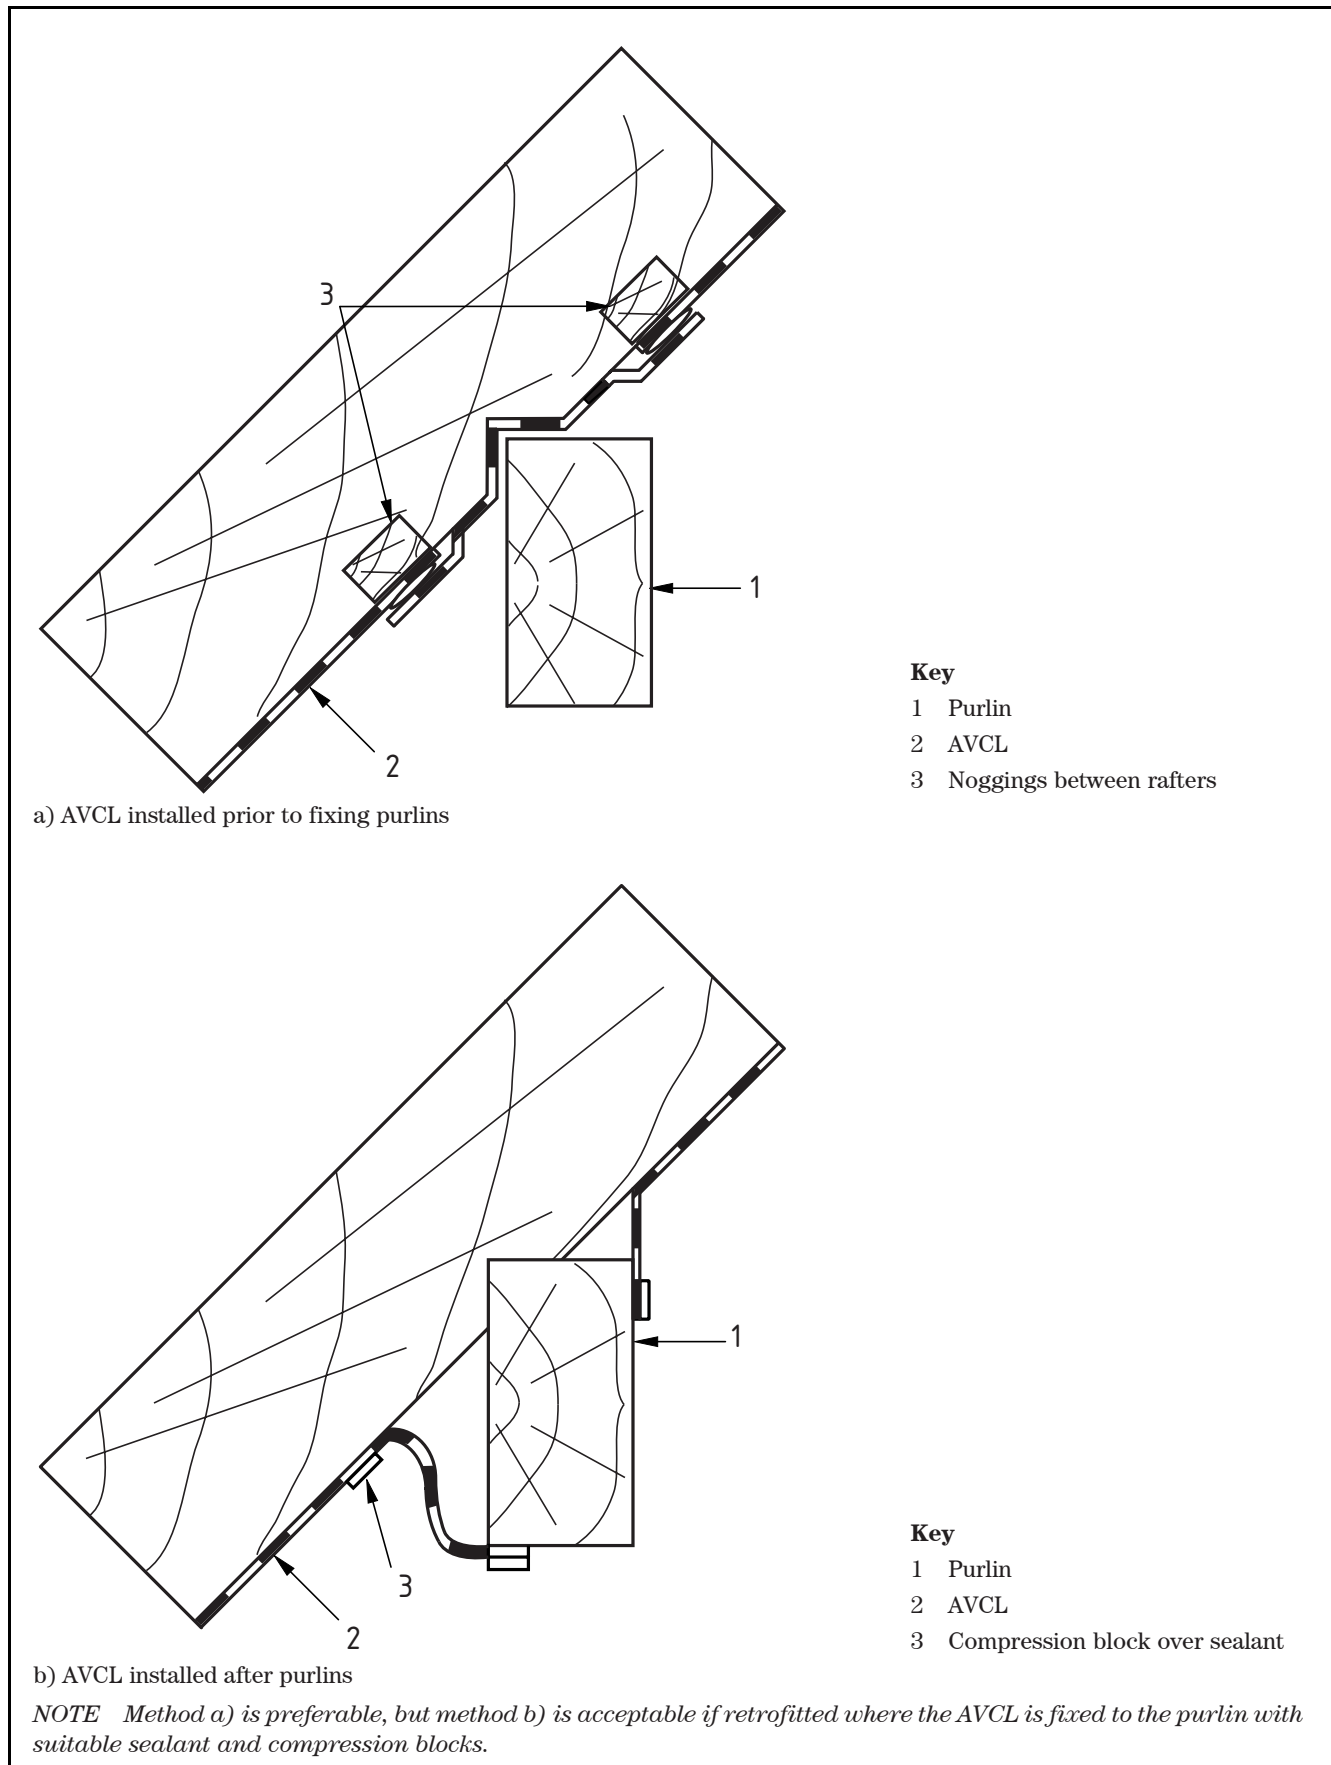 3
1
2
Key
1 Purlin
2 AVCL
3 Noggings between rafters
a) AVCL installed prior to fixing purlins
1
3
2
Key
1 Purlin
2 AVCL
3 Compression block over sealant
b) AVCL installed after purlins
NOTE Method a) is preferable, but method b) is acceptable if retrofitted where the AVCL is fixed to the purlin with
suitable sealant and compression blocks.